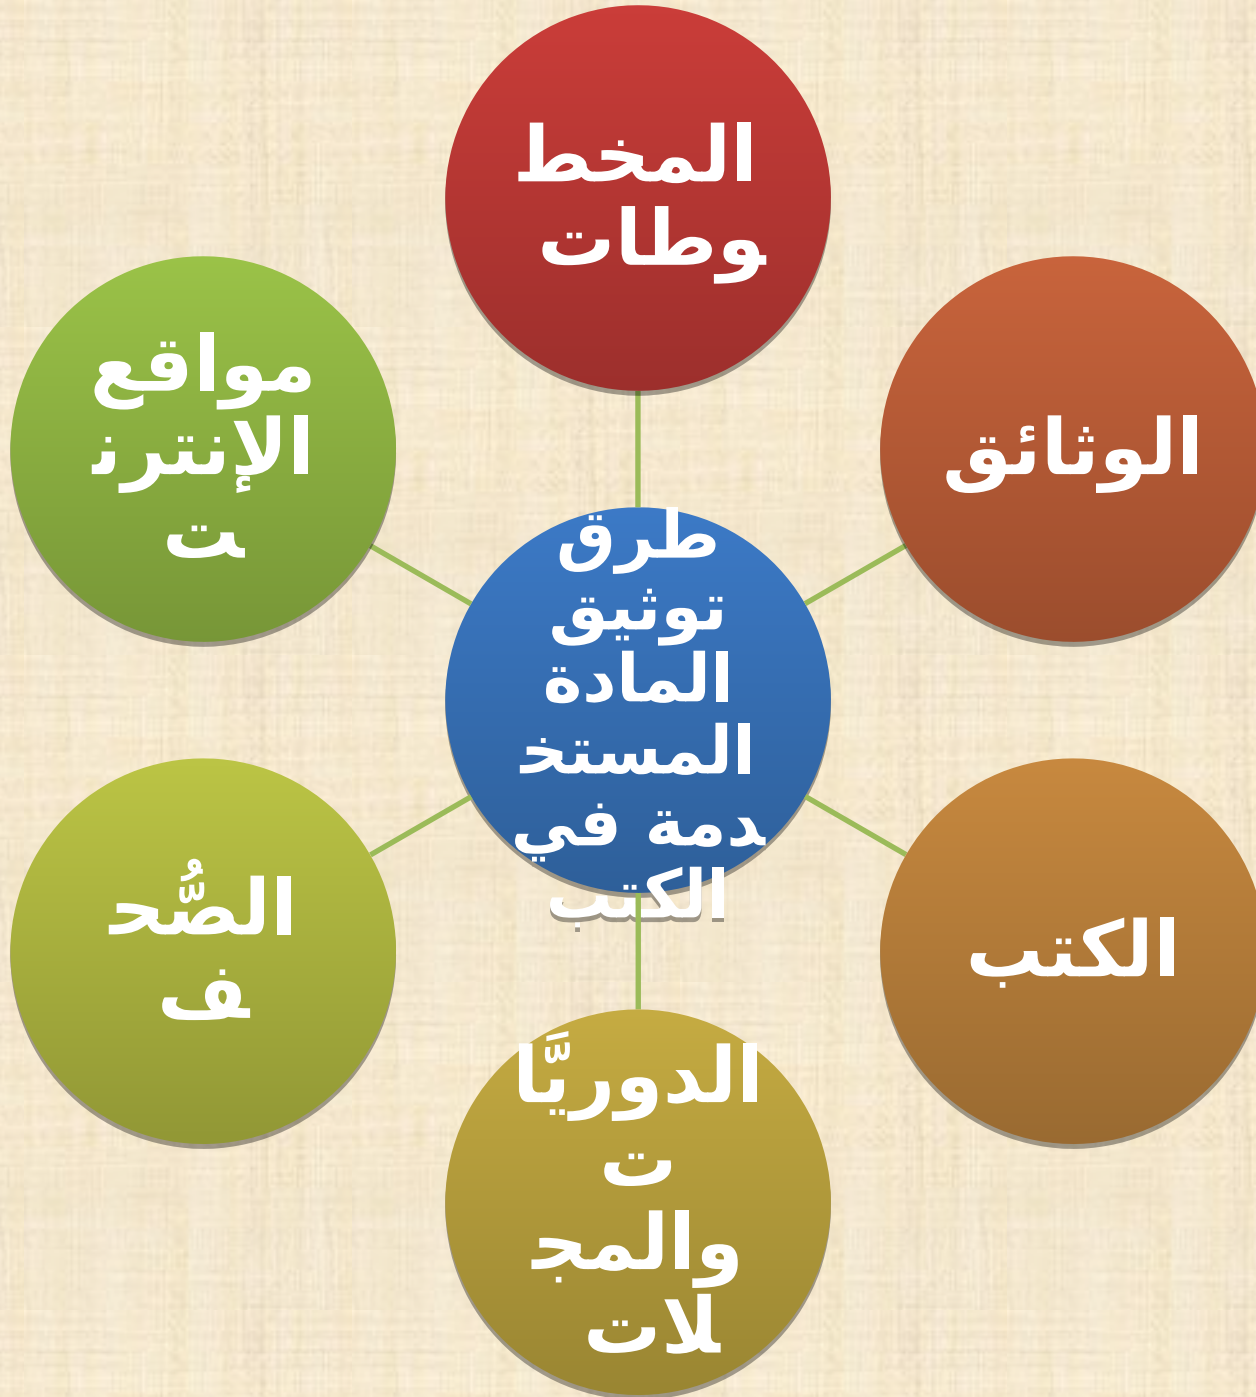 المخط
وطات
الوثائق
الكتب
الدوريَّا
ت
والمج
لات
الصُّح
ف
مواقع
الإنترن
ت
طرق
توثيق
المادة
المستخ
دمة في
الكتب